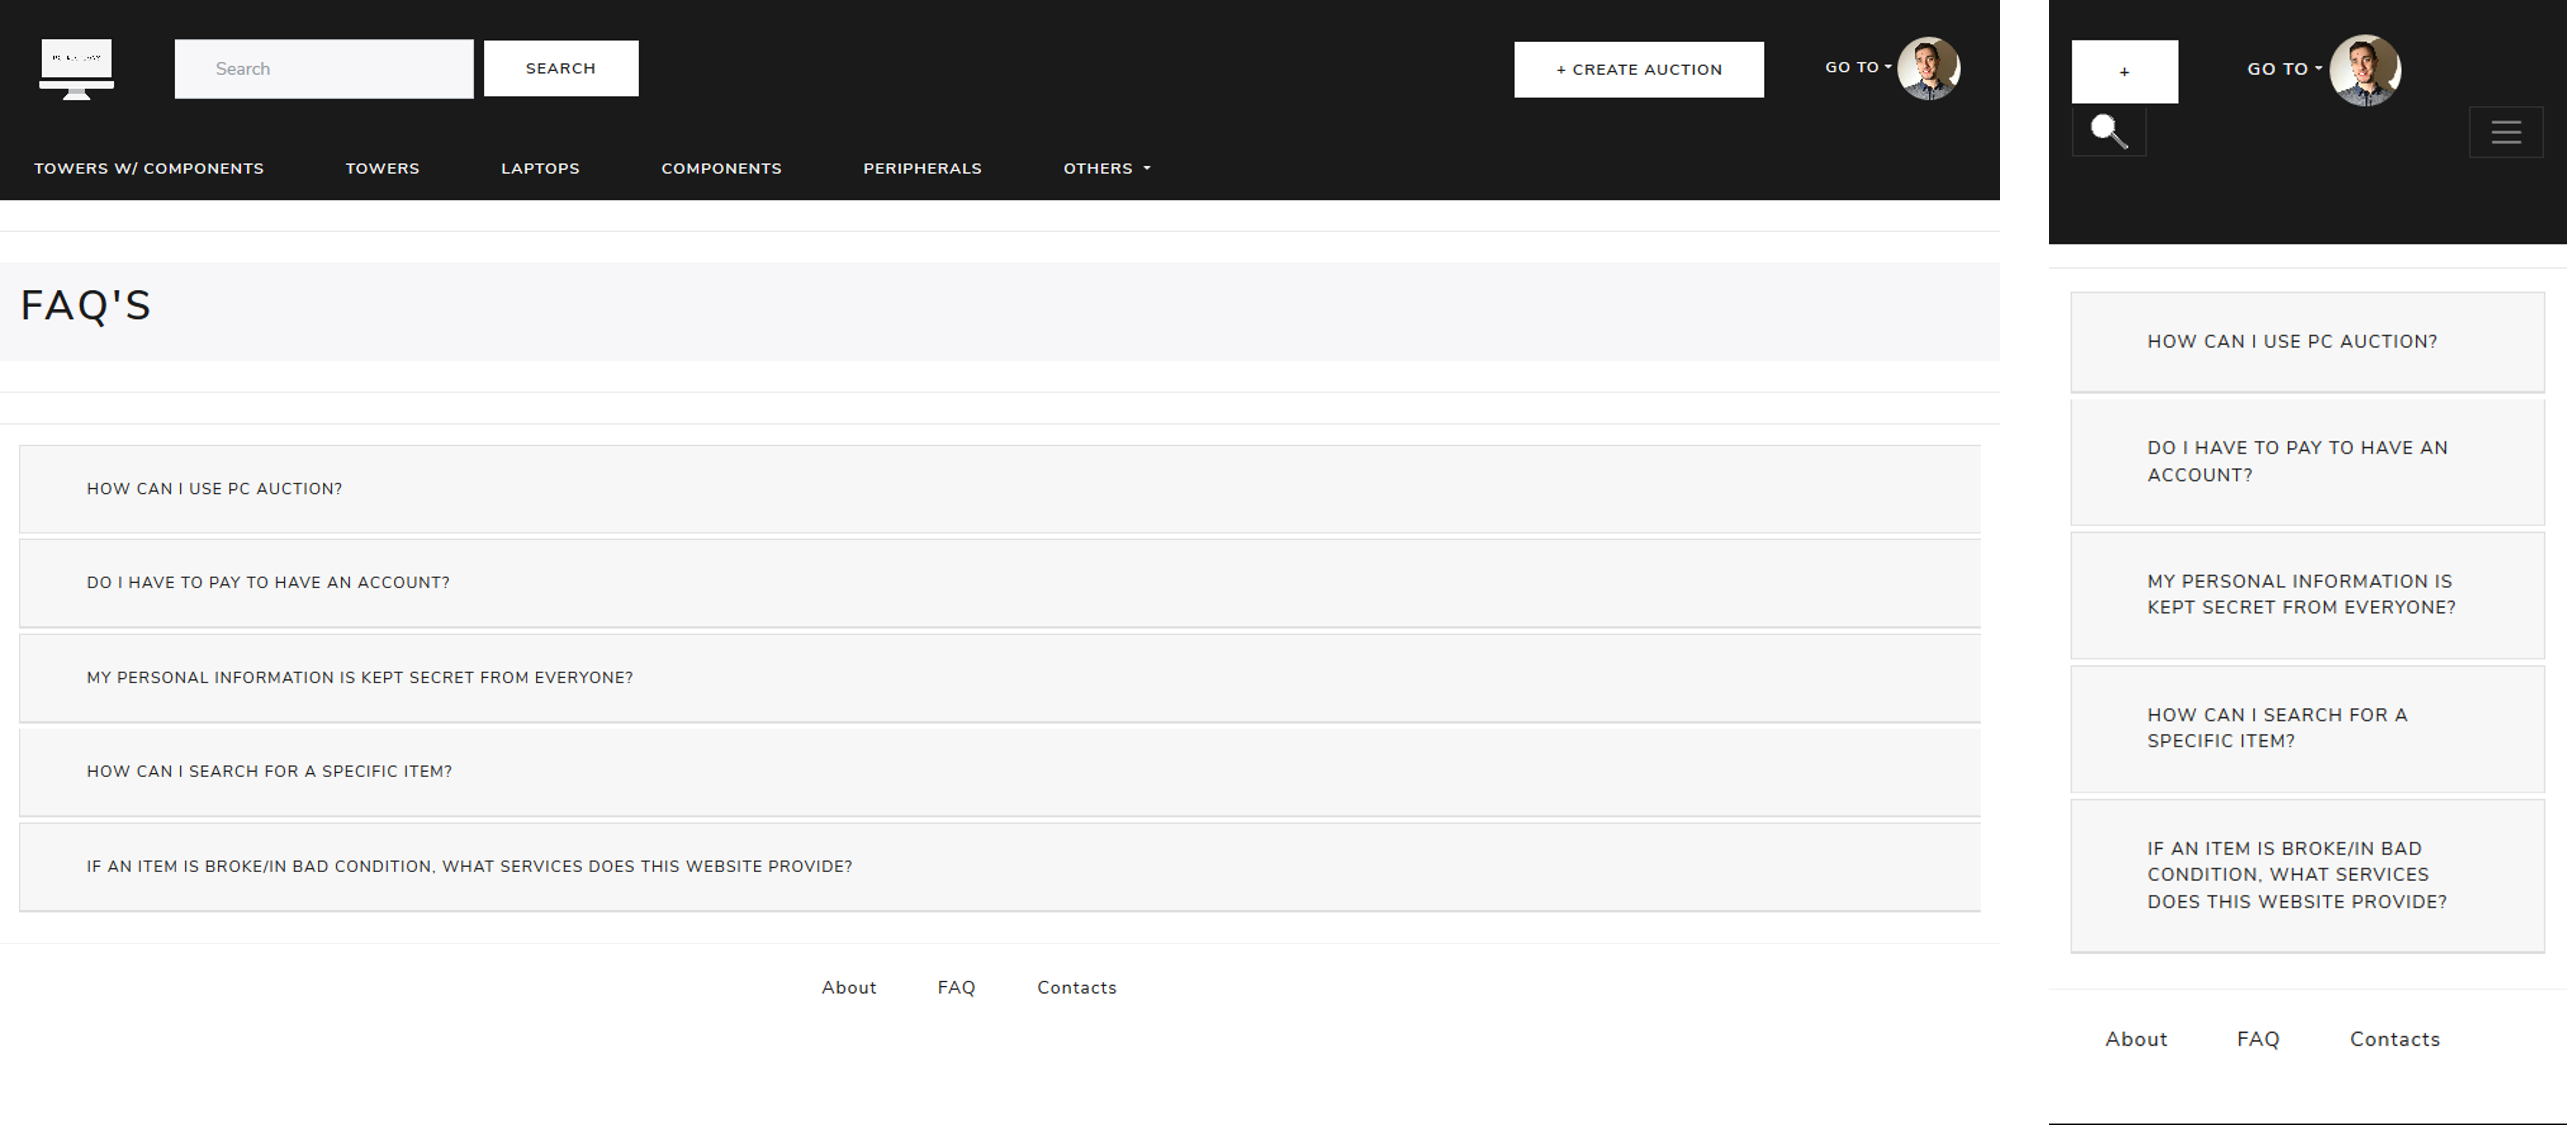 Search
SEARCH
+ CREATE AUCTION
GO TO
TOWERS W/ COMPONENTS
TOWERS
LAPTOPS
COMPONENTS
PERIPHERALS
OTHERS
FAQ'S
HOW CAN I USE PC AUCTION?
DO I HAVE TO PAY TO HAVE AN ACCOUNT?
MY PERSONAL INFORMATION IS KEPT SECRET FROM EVERYONE?
HOW CAN I SEARCH FOR A SPECIFIC ITEM?
IF AN ITEM IS BROKE/IN BAD CONDITION, WHAT SERVICES DOES THIS WEBSITE PROVIDE?
About
FAQ
Contacts
+
GO TO
HOW CAN I USE PC AUCTION?
DO I HAVE TO PAY TO HAVE AN
ACCOUNT?
MY PERSONAL INFORMATION IS
KEPT SECRET FROM EVERYONE?
HOW CAN I SEARCH FOR A
SPECIFIC ITEM?
IF AN ITEM IS BROKE/IN BAD
CONDITION, WHAT SERVICES
DOES THIS WEBSITE PROVIDE?
About
FAQ
Contacts